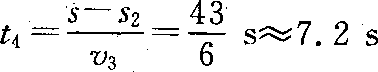 t₄ = (s − s₂)/v₃ = 43/6 s ≈ 7.2 s